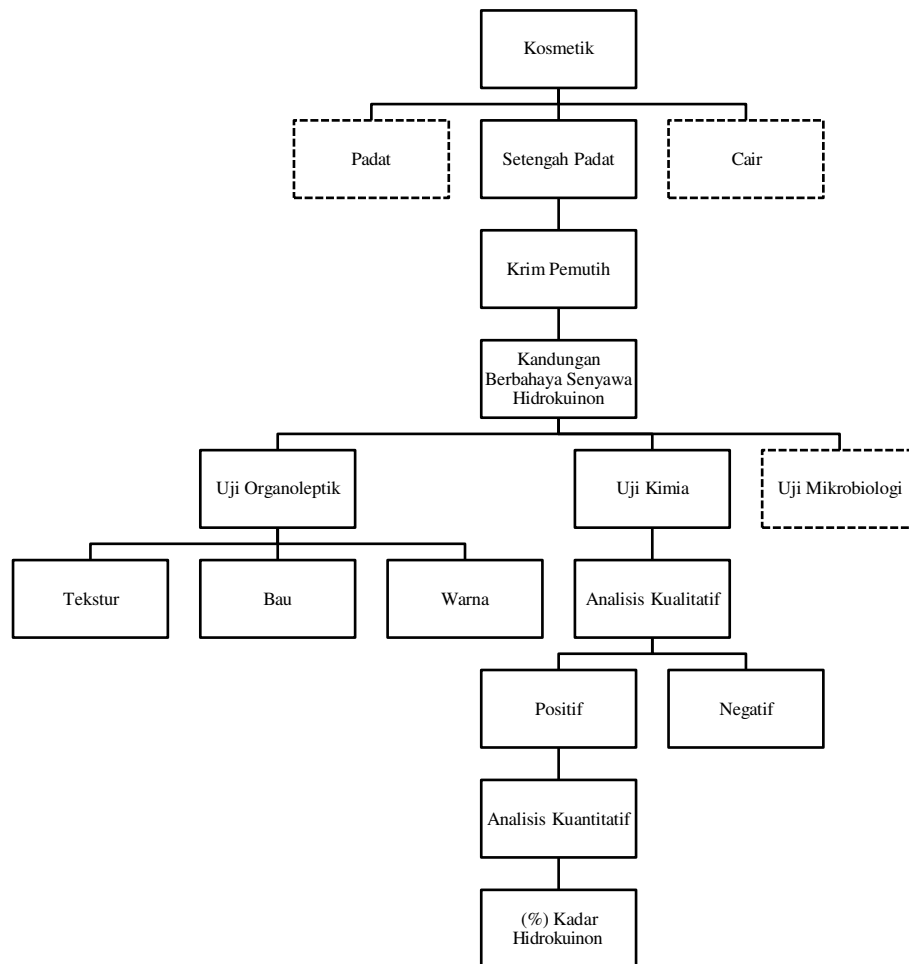 Kosmetik
Padat
Setengah Padat
Cair
Krim Pemutih
Kandungan
Berbahaya Senyawa
Hidrokuinon
Uji Organoleptik
Uji Kimia
Uji Mikrobiologi
Tekstur
Bau
Warna
Analisis Kualitatif
Positif
Negatif
Analisis Kuantitatif
(%) Kadar
Hidrokuinon